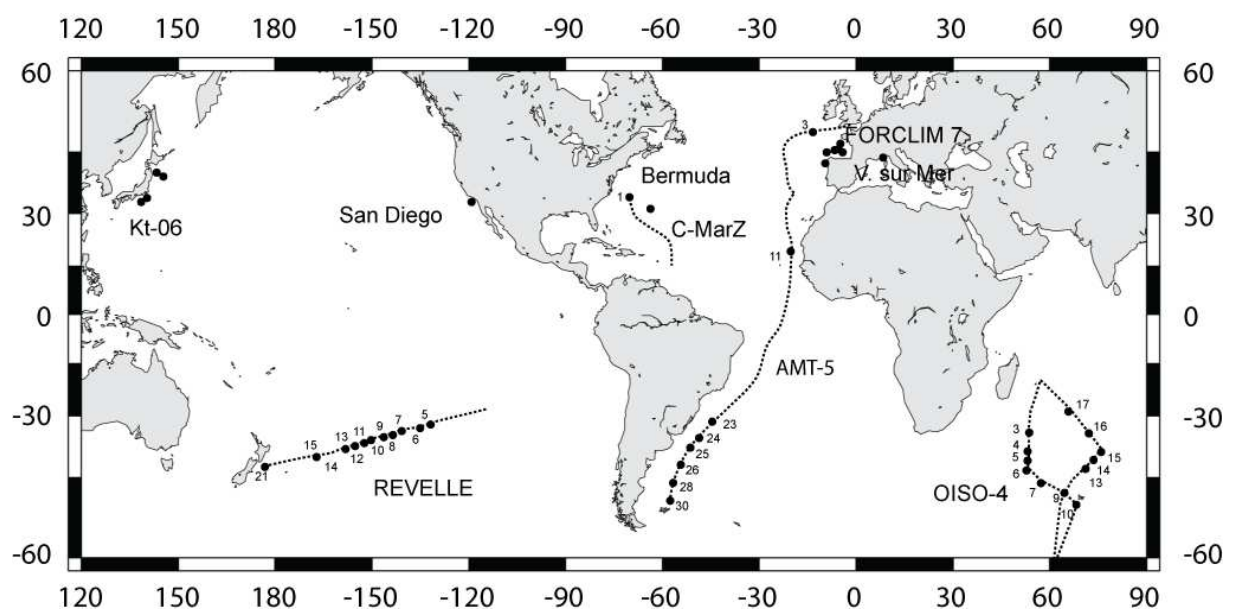 120 150 180 -150 -120 -90 -60 -30 0 30 60 90
60 60
3 FORCLIM 7
Bermuda V. sur Mer
1
San Diego
30 30
Kt-06 C-MarZ
11
0 0
AMT-5
-30 -30
5 7 9 11 13 15
6 8 10 12 14 21
REVELLE
23
24
25
26
28
30
17
3 16
4
5 15
6 14
13
7
OISO-4 9
10
-60 -60
120 150 180 -150 -120 -90 -60 -30 0 30 60 90